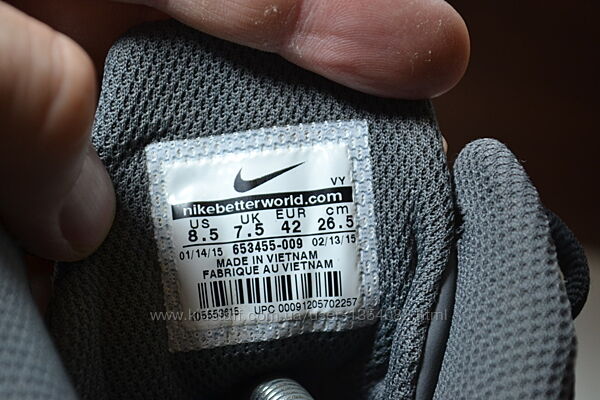 VY
nikebetterworld.com
US UK EUR cm
8.5 7.5 42 26.5
01/14/15 653455-009 02/13/15
MADE IN VIETNAM
FABRIQUE AU VIETNAM
UPC 00091205702257